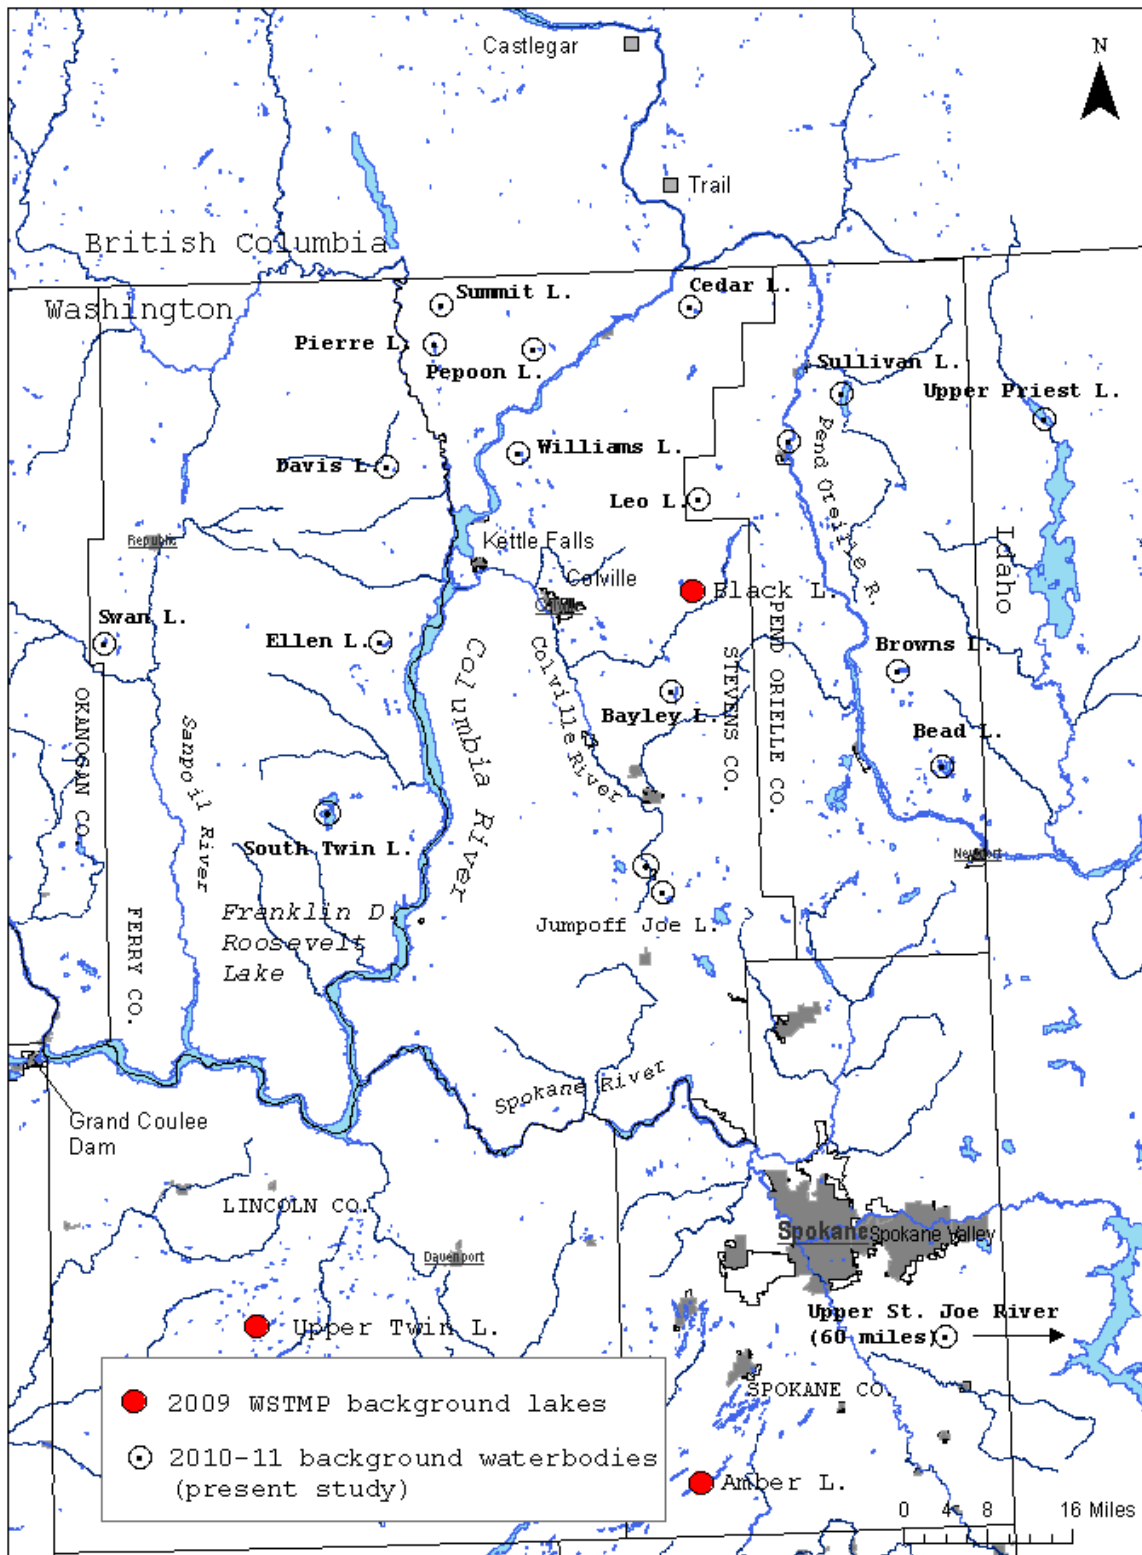 Castlegar
N
Trail
British Columbia
Washington
Summit L.
Cedar L.
Pierre L.
Pepoon L.
Sullivan L.
Upper Priest L.
Williams L.
Davis L.
Leo L.
Pend Oreille R.
Republic
Kettle Falls
Colville
Idaho
Black L.
Swan L.
Ellen L.
Columbia River
Colville River
Browns L.
PEND ORIELLE CO.
STEVENS CO.
Bayley L.
OKANOGAN CO.
Sanpoil River
Bead L.
South Twin L.
Newport
Franklin D.
Roosevelt
Lake
FERRY CO.
Jumpoff Joe L.
Spokane River
Grand Coulee
Dam
LINCOLN CO.
Spokane
Spokane Valley
Davenport
Upper St. Joe River
(60 miles)
Upper Twin L.
SPOKANE CO.
2009 WSTMP background lakes
2010-11 background waterbodies
(present study)
Amber L.
0 4 8 16 Miles